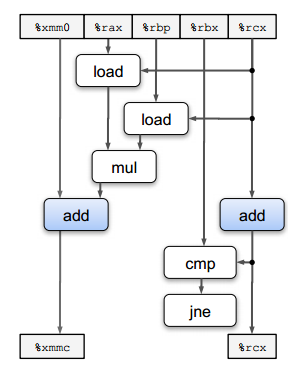 %xmm0 %rax %rbp %rbx %rcx
load
load
mul
add add
cmp
jne
%xmmc %rcx